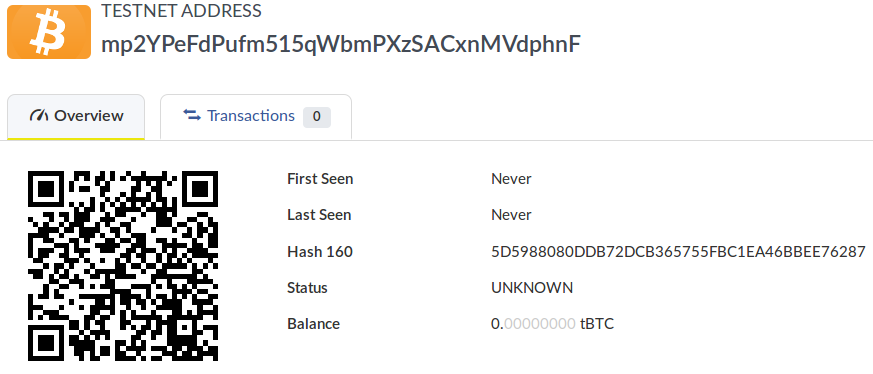 TESTNET ADDRESS
mp2YPeFdPufm515qWbmPXzSACxnMVdphnF
Overview
Transactions 0
First Seen Never
Last Seen Never
Hash 160 5D5988080DDB72DCB365755FBC1EA46BBEE76287
Status UNKNOWN
Balance 0.00000000 tBTC